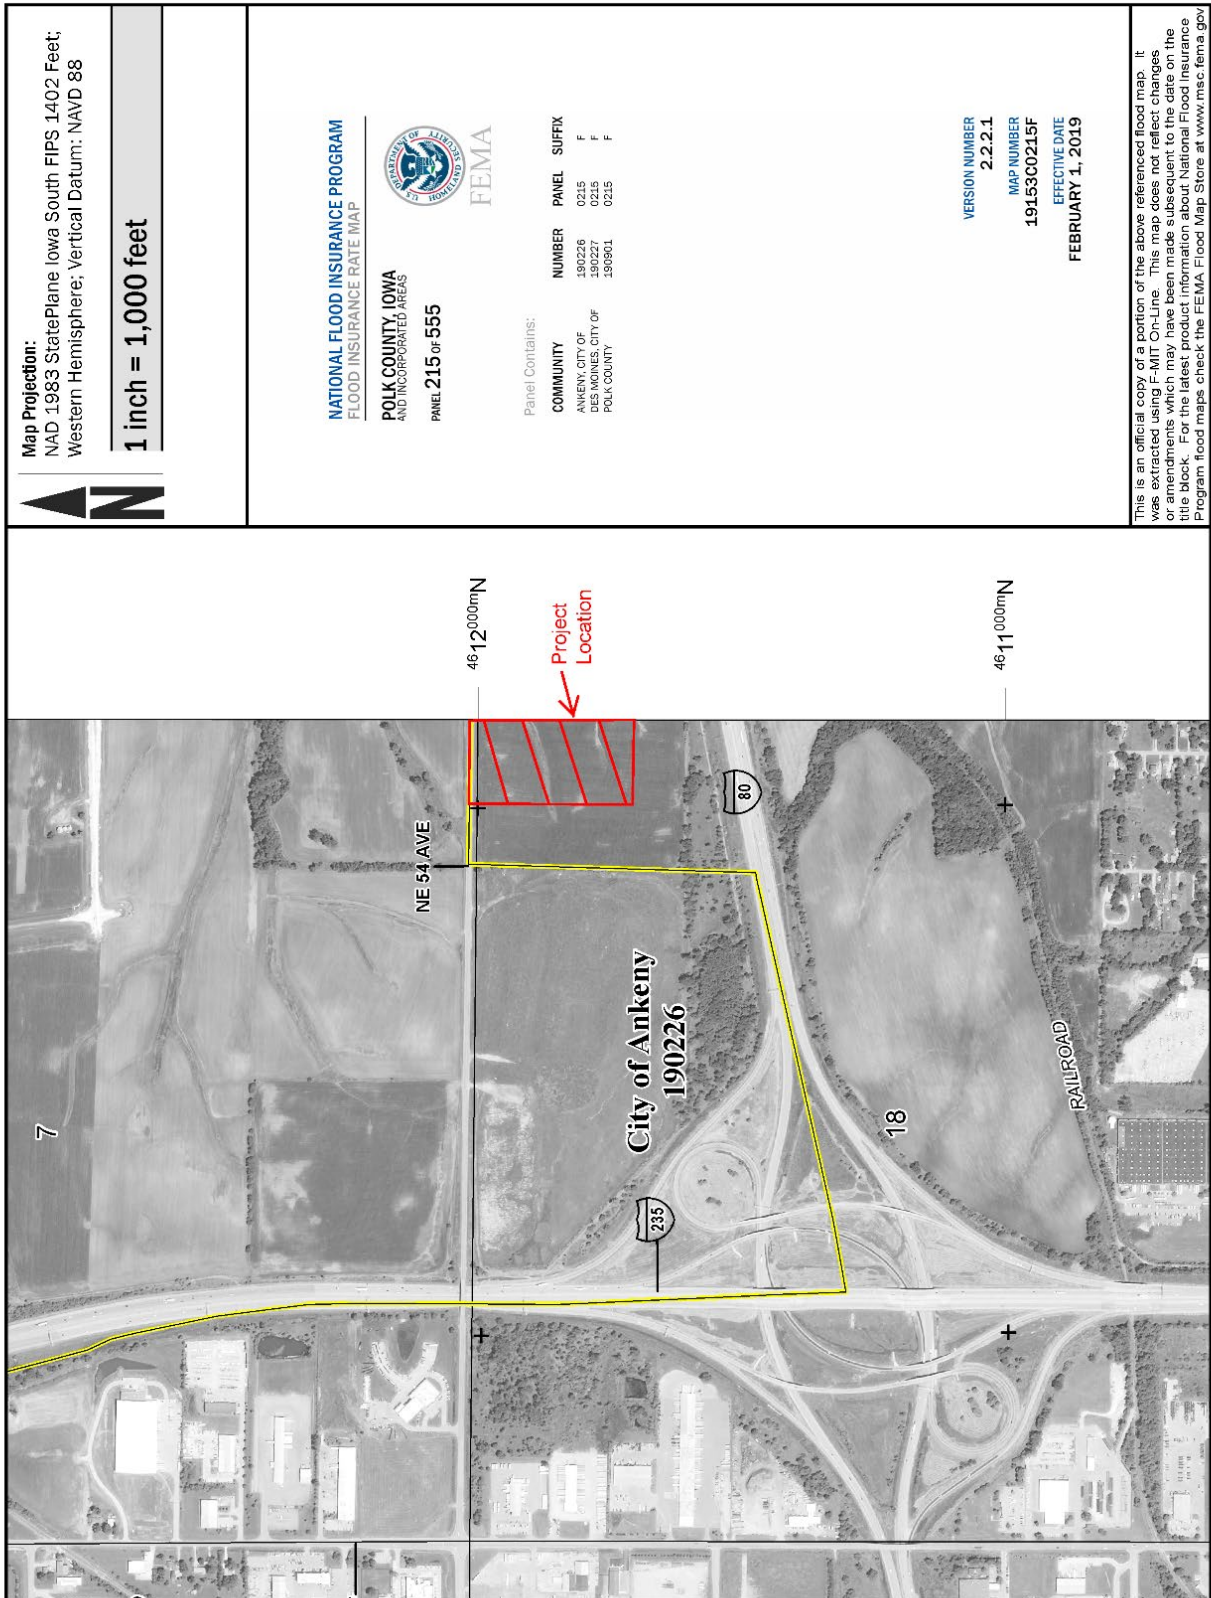 Map Projection:
NAD 1983 StatePlane Iowa South FIPS 1402 Feet;
Western Hemisphere; Vertical Datum: NAVD 88
N
1 inch = 1,000 feet
NATIONAL FLOOD INSURANCE PROGRAM
FLOOD INSURANCE RATE MAP
POLK COUNTY, IOWA
AND INCORPORATED AREAS
PANEL 215 OF 555
U.S. DEPARTMENT OF HOMELAND SECURITY
FEMA
Panel Contains:
COMMUNITY NUMBER PANEL SUFFIX
ANKENY, CITY OF 190226 0215 F
DES MOINES, CITY OF 190227 0215 F
POLK COUNTY 190901 0215 F
VERSION NUMBER
2.2.2.1
MAP NUMBER
19153C0215F
EFFECTIVE DATE
FEBRUARY 1, 2019
This is an official copy of a portion of the above referenced flood map. It
was extracted using F-MIT On-Line. This map does not reflect changes
or amendments which may have been made subsequent to the date on the
title block. For the latest product information about National Flood Insurance
Program flood maps check the FEMA Flood Map Store at www.msc.fema.gov
4612000mN
Project
Location
4611000mN
NE 54 AVE
80
7
City of Ankeny
190226
235
18
RAILROAD